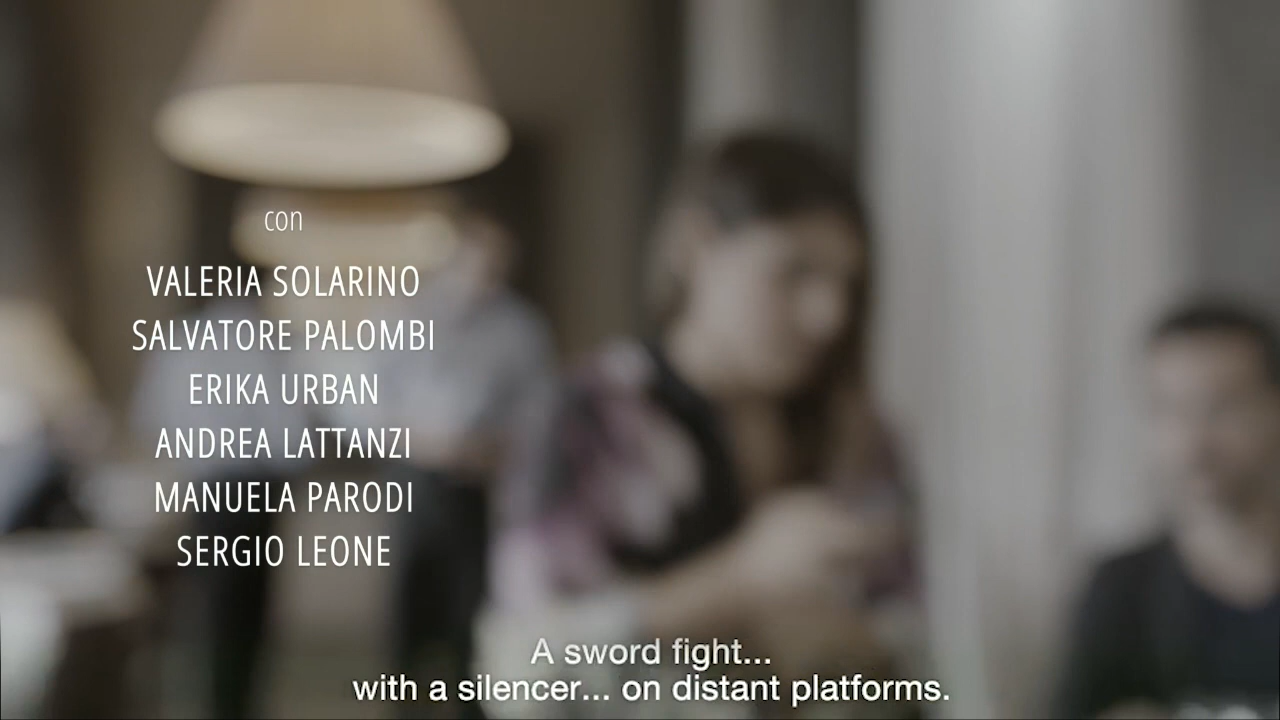 con
VALERIA SOLARINO
SALVATORE PALOMBI
ERIKA URBAN
ANDREA LATTANZI
MANUELA PARODI
SERGIO LEONE
A sword fight...
with a silencer... on distant platforms.